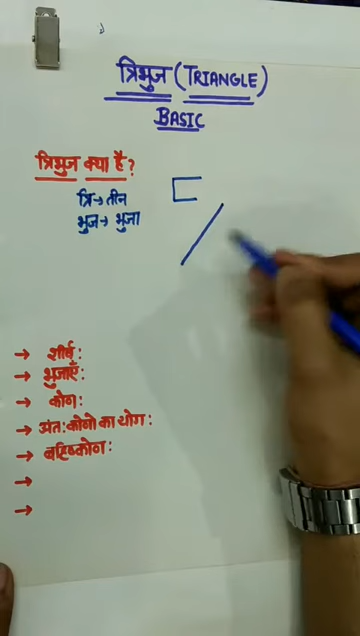 त्रिभुज (TRIANGLE)
BASIC
त्रिभुज क्या है?
त्रि→ तीन
भुज→ भुजा
→ शीर्ष:
→ भुजाएँ:
→ कोण:
→ अंत:कोणो का योग:
→ बहिष्कोण:
→
→